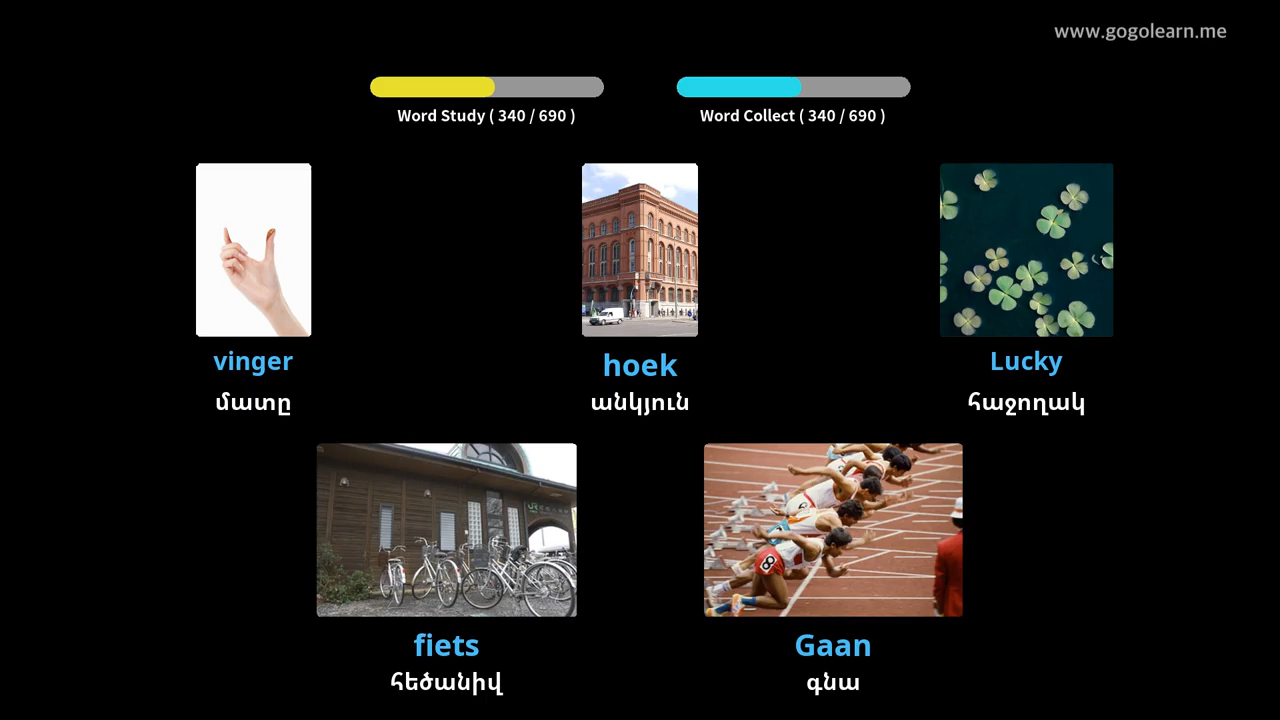 www.gogolearn.me
Word Study ( 340 / 690 )
Word Collect ( 340 / 690 )
vinger
մատը
hoek
անկյուն
Lucky
հաջողակ
fiets
հեծանիվ
Gaan
գնա